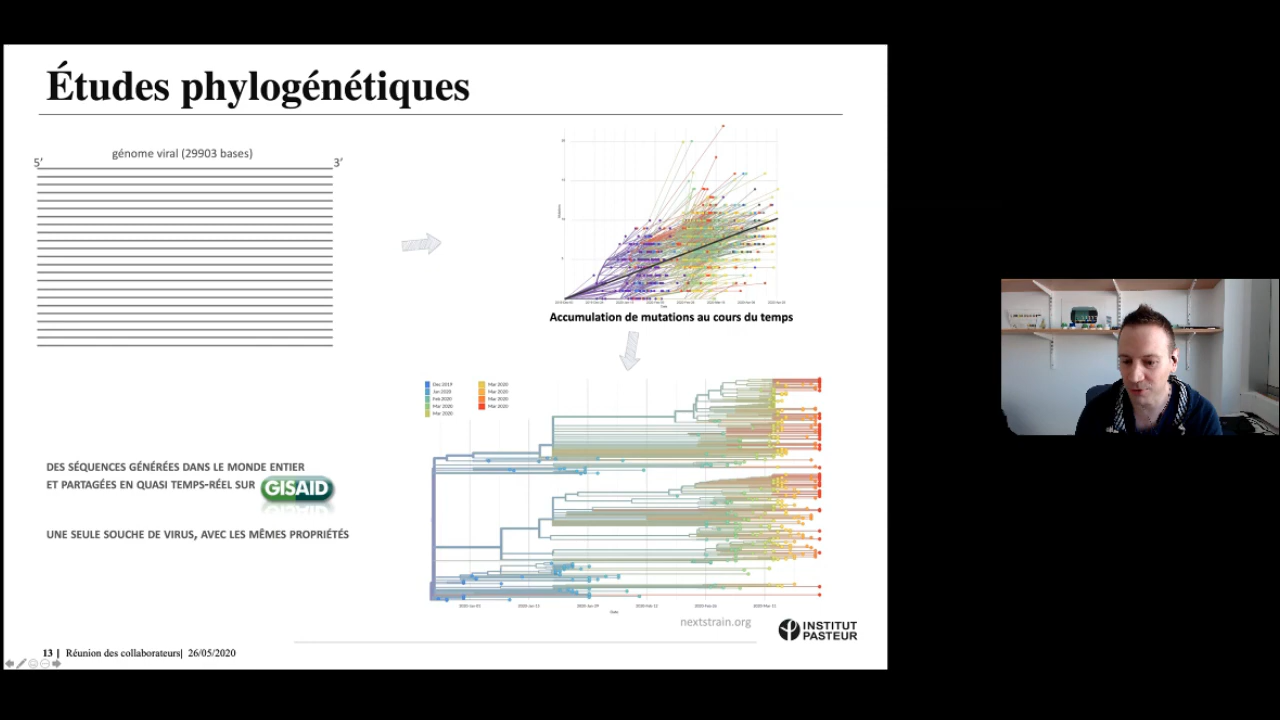 Études phylogénétiques
génome viral (29903 bases)
5’
3’
Accumulation de mutations au cours du temps
Dec 2019
Jan 2020
Feb 2020
Mar 2020
Mar 2020
Mar 2020
Mar 2020
Mar 2020
Mar 2020
DES SÉQUENCES GÉNÉRÉES DANS LE MONDE ENTIER
ET PARTAGÉES EN QUASI TEMPS-RÉEL SUR GISAID
UNE SEULE SOUCHE DE VIRUS, AVEC LES MÊMES PROPRIÉTÉS
nextstrain.org
INSTITUT
PASTEUR
13 | Réunion des collaborateurs| 26/05/2020